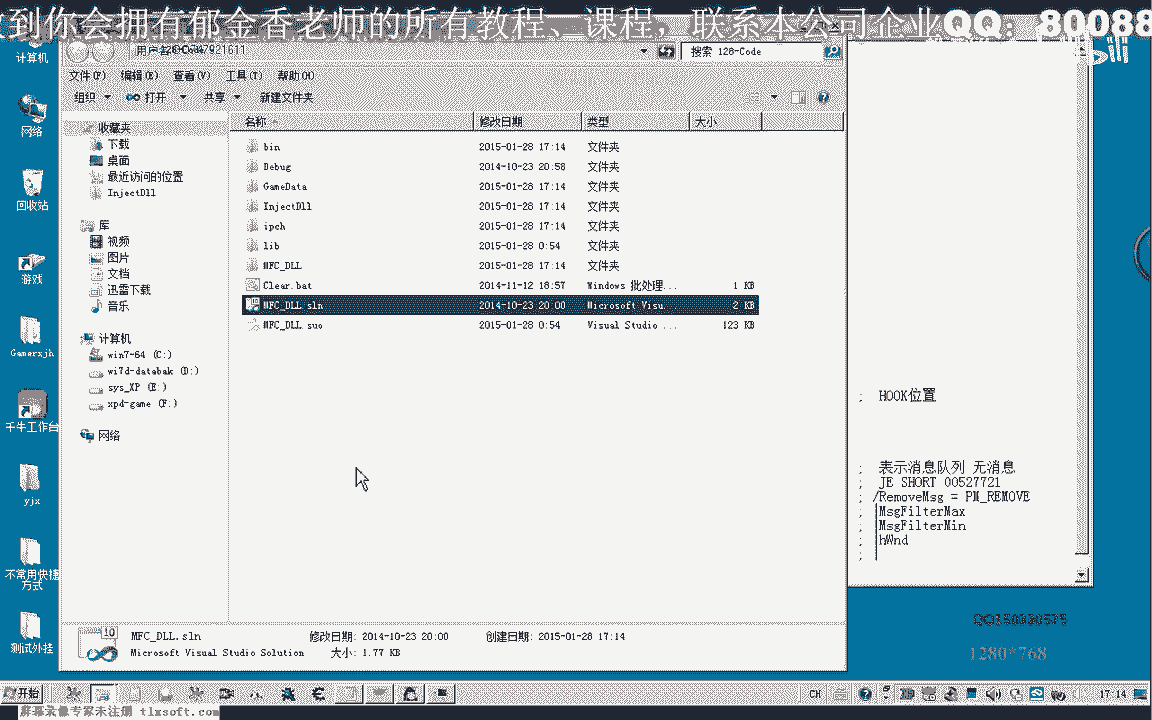 到你会拥有郁金香老师的所有教程、课程，联系本公司企业QQ：80088
搜索 128-Code
文件(F) 编辑(E) 查看(V) 工具(T) 帮助(H)
组织 打开 共享 新建文件夹
名称 修改日期 类型 大小
收藏夹
下载
桌面
最近访问的位置
InjectDll
库
视频
图片
文档
迅雷下载
音乐
计算机
win7-64 (C:)
wi7d-databak (D:)
sys_XP (E:)
xpd-game (F:)
网络
bin 2015-01-28 17:14 文件夹
Debug 2014-10-23 20:58 文件夹
GameData 2015-01-28 17:14 文件夹
InjectDll 2015-01-28 17:14 文件夹
ipch 2015-01-28 17:14 文件夹
lib 2015-01-28 0:54 文件夹
MFC_DLL 2015-01-28 17:14 文件夹
Clear.bat 2014-11-12 18:57 Windows 批处理... 1 KB
MFC_DLL.sln 2014-10-23 20:00 Microsoft Visu... 2 KB
MFC_DLL.suo 2015-01-28 0:54 Visual Studio ... 123 KB
MFC_DLL.sln 修改日期: 2014-10-23 20:00 创建日期: 2015-01-28 17:14
Microsoft Visual Studio Solution 大小: 1.77 KB
计算机
网络
回收站
游戏
Gamerxjh
千牛工作台
yjx
不常用快捷
方式
测试外挂
; HOOK位置
; 表示消息队列 无消息
; JE SHORT 00527721
; /RemoveMsg = PM_REMOVE
; |MsgFilterMax
; |MsgFilterMin
; |hWnd
; |
QQ150330575
1280*768
开始
CH
17:14
屏幕录像专家未注册 tlxsoft.com